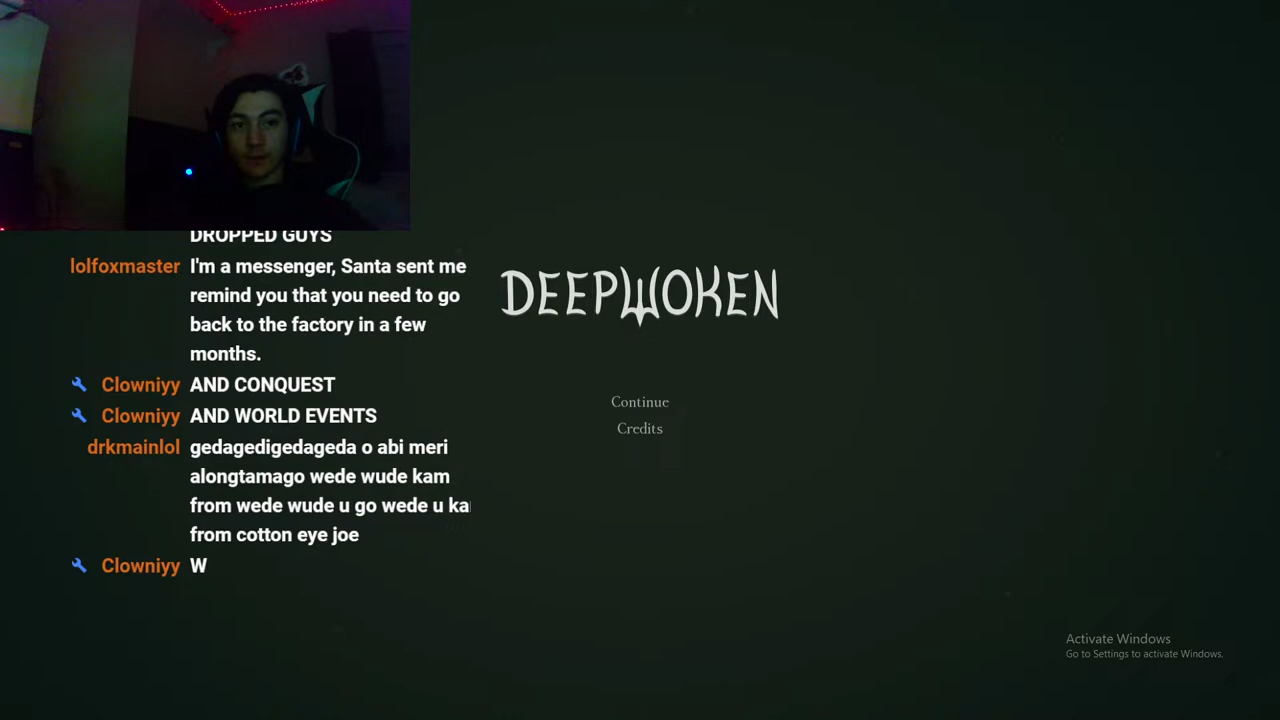 DROPPED GUYS
lolfoxmaster I'm a messenger, Santa sent me
remind you that you need to go
back to the factory in a few
months.
Clowniyy AND CONQUEST
Clowniyy AND WORLD EVENTS
drkmainlol gedagedigedageda o abi meri
alongtamago wede wude kam
from wede wude u go wede u ka
from cotton eye joe
Clowniyy W
DEEPWOKEN
Continue
Credits
Activate Windows
Go to Settings to activate Windows.